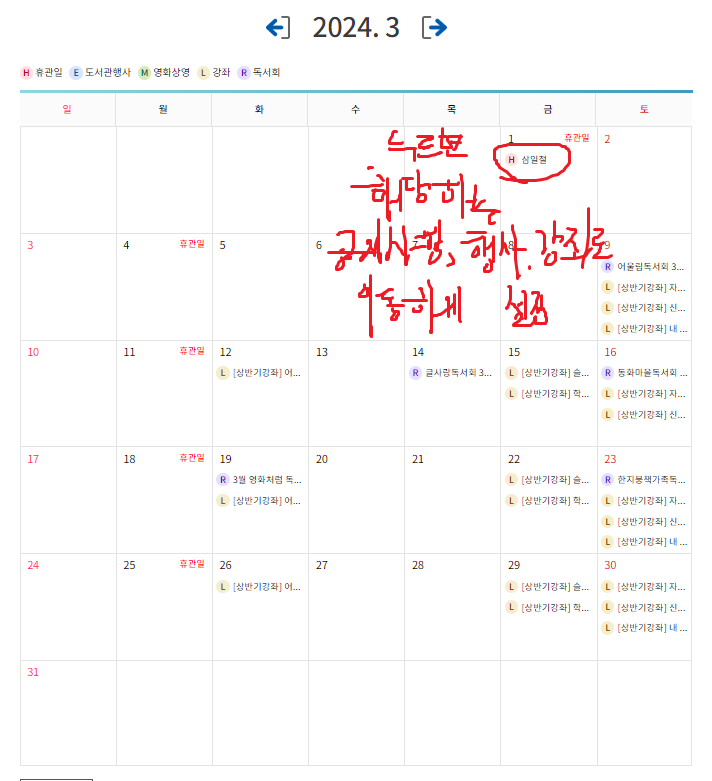 2024. 3
H 휴관일 E 도서관행사 M 영화상영 L 강좌 R 독서회
일 월 화 수 목 금 토
1 휴관일 2
H 삼일절
누르면
해당하는
공지사항, 행사, 강좌로
이동하게 설정
3 4 휴관일 5 6 7 8 9
R 어울림독서회 3...
L [상반기강좌] 자...
L [상반기강좌] 신...
L [상반기강좌] 내 ...
10 11 휴관일 12 13 14 15 16
L [상반기강좌] 어... R 글사랑독서회 3... L [상반기강좌] 슬... R 동화마을독서회 ...
L [상반기강좌] 학... L [상반기강좌] 자...
L [상반기강좌] 신...
17 18 휴관일 19 20 21 22 23
R 3월 영화처럼 독... L [상반기강좌] 슬... R 한지붕책가족독...
L [상반기강좌] 어... L [상반기강좌] 학... L [상반기강좌] 자...
L [상반기강좌] 신...
L [상반기강좌] 내 ...
24 25 휴관일 26 27 28 29 30
L [상반기강좌] 어... L [상반기강좌] 슬... L [상반기강좌] 자...
L [상반기강좌] 학... L [상반기강좌] 신...
L [상반기강좌] 내 ...
31